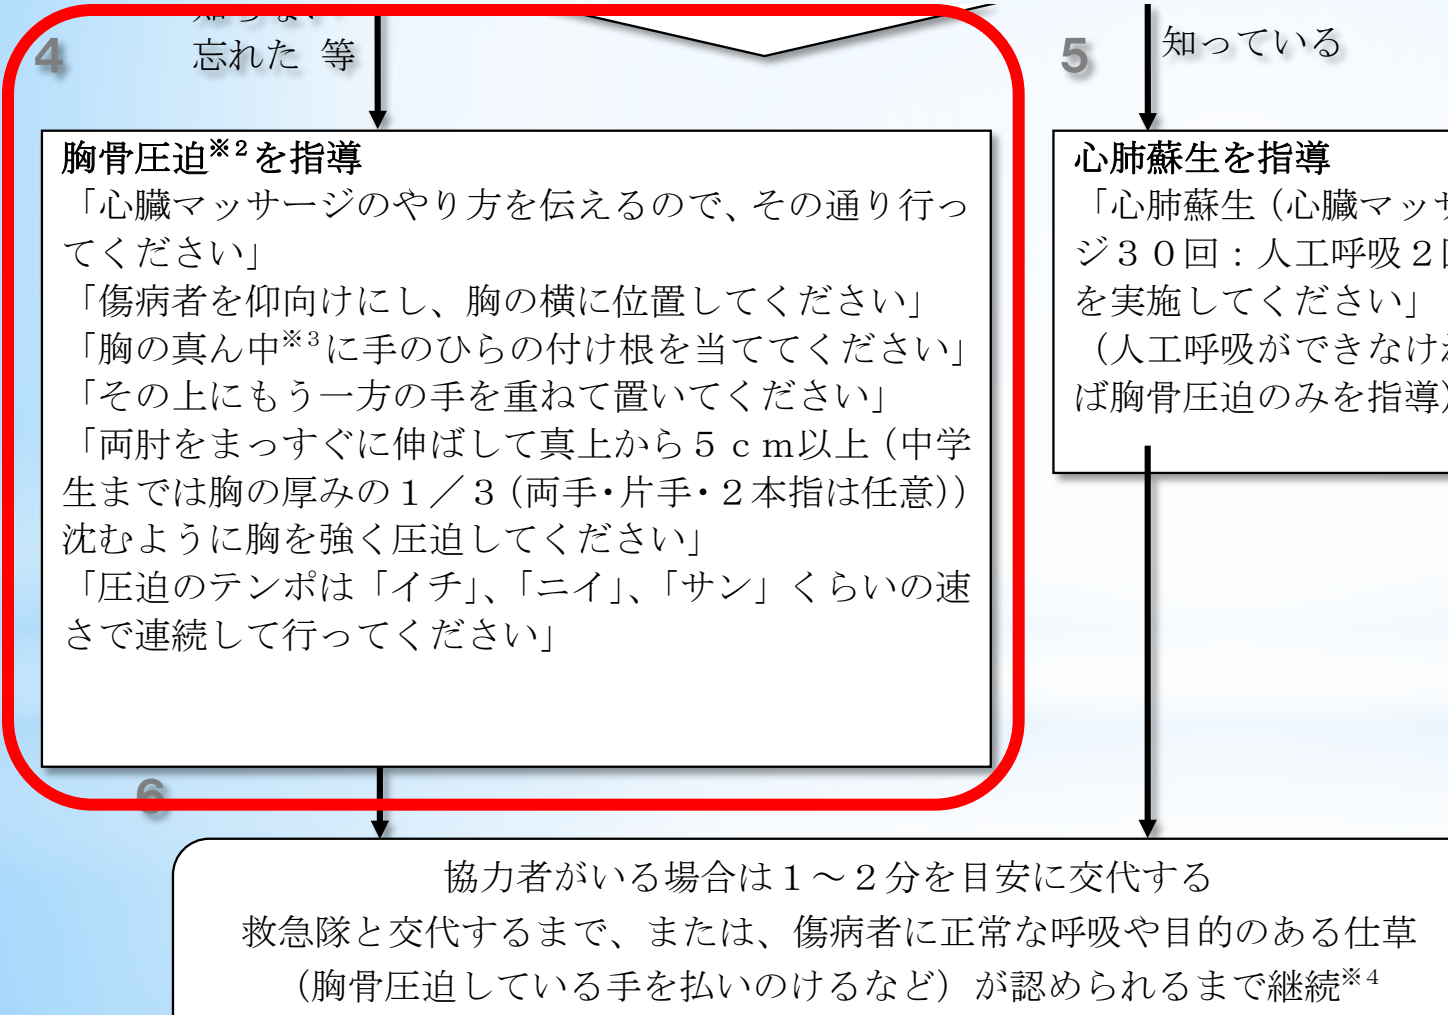 4
忘れた 等
5
知っている
胸骨圧迫※2を指導
「心臓マッサージのやり方を伝えるので、その通り行っ
てください」
「傷病者を仰向けにし、胸の横に位置してください」
「胸の真ん中※3に手のひらの付け根を当ててください」
「その上にもう一方の手を重ねて置いてください」
「両肘をまっすぐに伸ばして真上から５ｃｍ以上（中学
生までは胸の厚みの１／３（両手・片手・２本指は任意））
沈むように胸を強く圧迫してください」
「圧迫のテンポは「イチ」、「ニイ」、「サン」くらいの速
さで連続して行ってください」
心肺蘇生を指導
「心肺蘇生（心臓マッサ
ジ３０回：人工呼吸２回
を実施してください」
（人工呼吸ができなけれ
ば胸骨圧迫のみを指導）
6
協力者がいる場合は１～２分を目安に交代する
救急隊と交代するまで、または、傷病者に正常な呼吸や目的のある仕草
（胸骨圧迫している手を払いのけるなど）が認められるまで継続※4